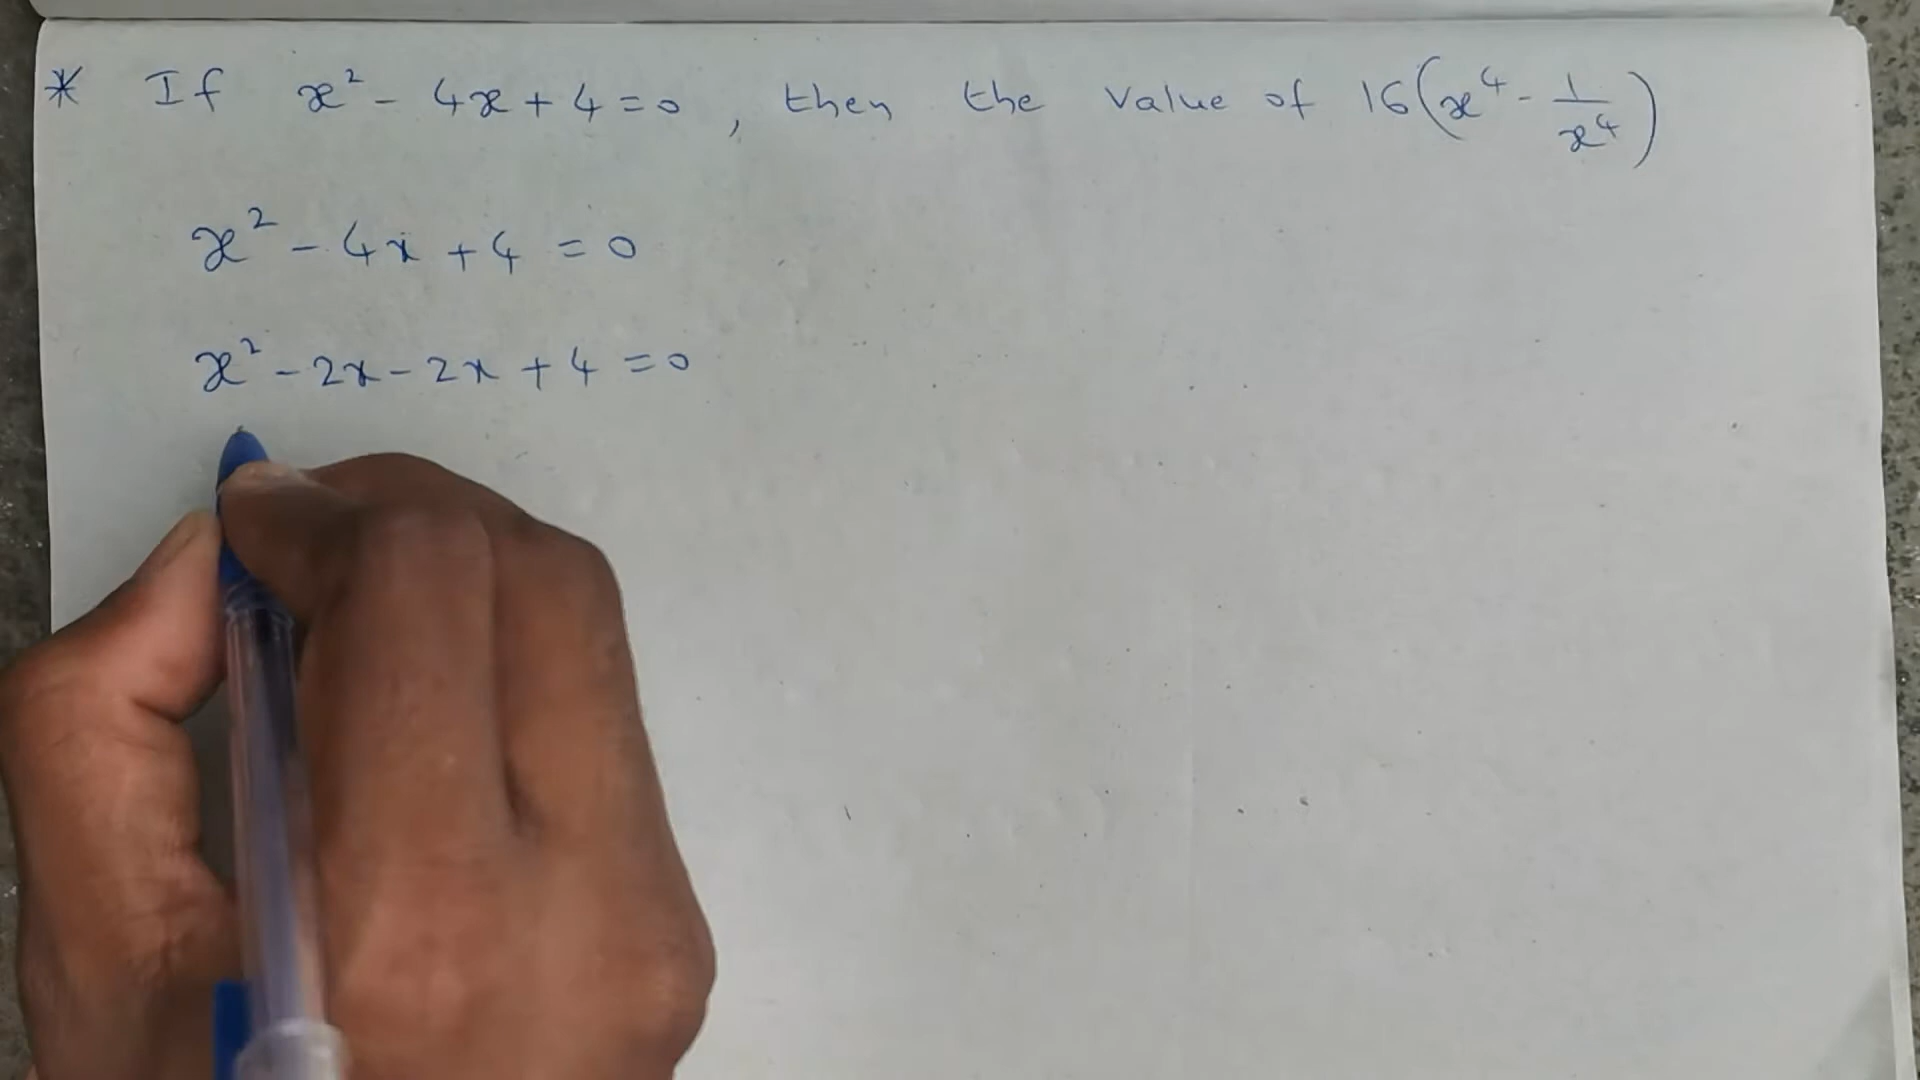 * If x² - 4x + 4 = 0, then the value of 16(x⁴ - 1/x⁴)
x² - 4x + 4 = 0
x² - 2x - 2x + 4 = 0